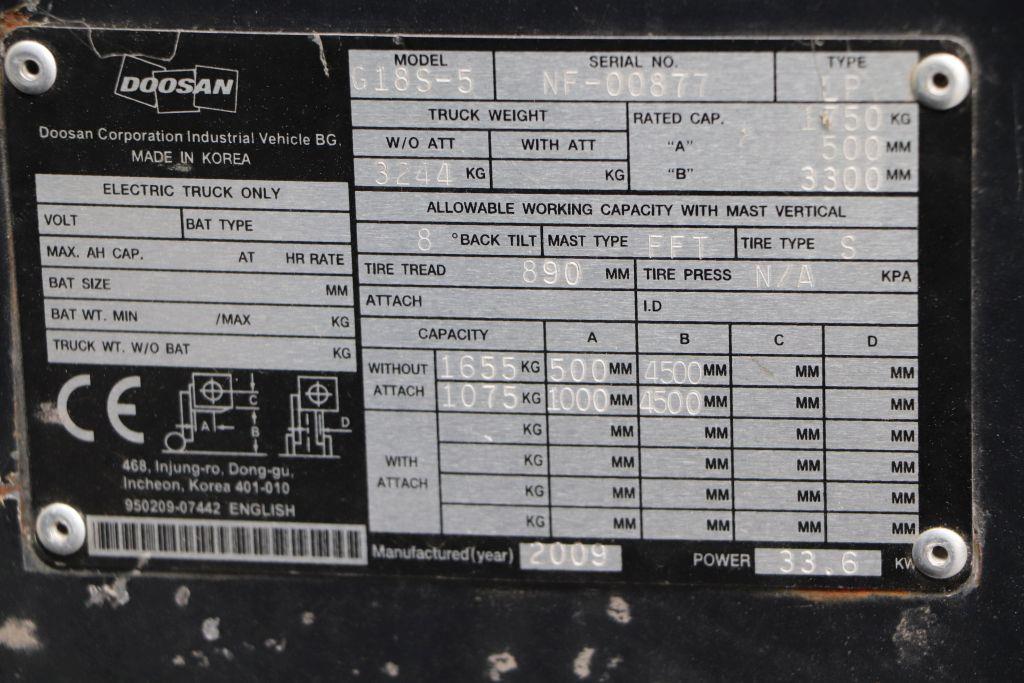 DOOSAN
Doosan Corporation Industrial Vehicle BG.
MADE IN KOREA
MODEL SERIAL NO. TYPE
G18S-5 NF-00877 LP
TRUCK WEIGHT RATED CAP. KG
W/O ATT WITH ATT "A" 500 MM
3244 KG KG "B" 3300 MM
ALLOWABLE WORKING CAPACITY WITH MAST VERTICAL
8 °BACK TILT MAST TYPE FFT TIRE TYPE S
TIRE TREAD 890 MM TIRE PRESS N/A KPA
ATTACH I.D
CAPACITY A B C D
WITHOUT ATTACH
1655 KG 500 MM 4500 MM MM MM
1075 KG 1000 MM 4500 MM MM MM
WITH ATTACH
KG MM MM MM MM
KG MM MM MM MM
KG MM MM MM MM
KG MM MM MM MM
ELECTRIC TRUCK ONLY
VOLT BAT TYPE
MAX. AH CAP. AT HR RATE
BAT SIZE MM
BAT WT. MIN /MAX KG
TRUCK WT. W/O BAT KG
CE
A B C D
468, Injung-ro, Dong-gu,
Incheon, Korea 401-010
950209-07442 ENGLISH
Manufactured(year) 2009 POWER 33.6 KW